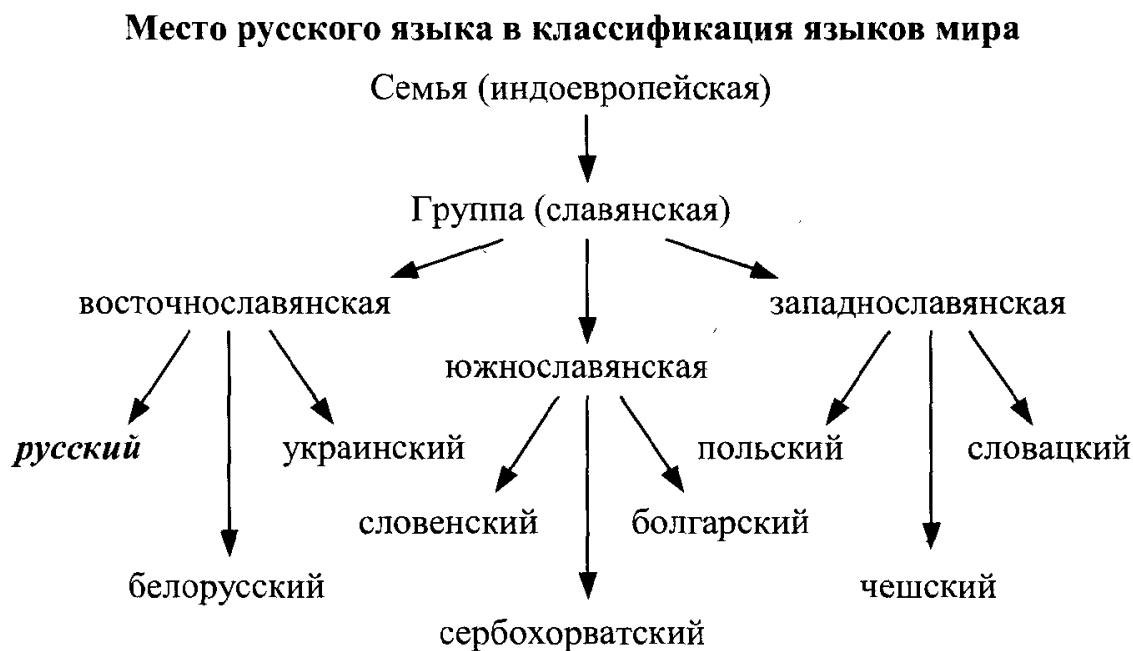 Место русского языка в классификация языков мира
Семья (индоевропейская)
Группа (славянская)
восточнославянская
западнославянская
южнославянская
русский
украинский
польский
словацкий
словенский
болгарский
белорусский
чешский
сербохорватский